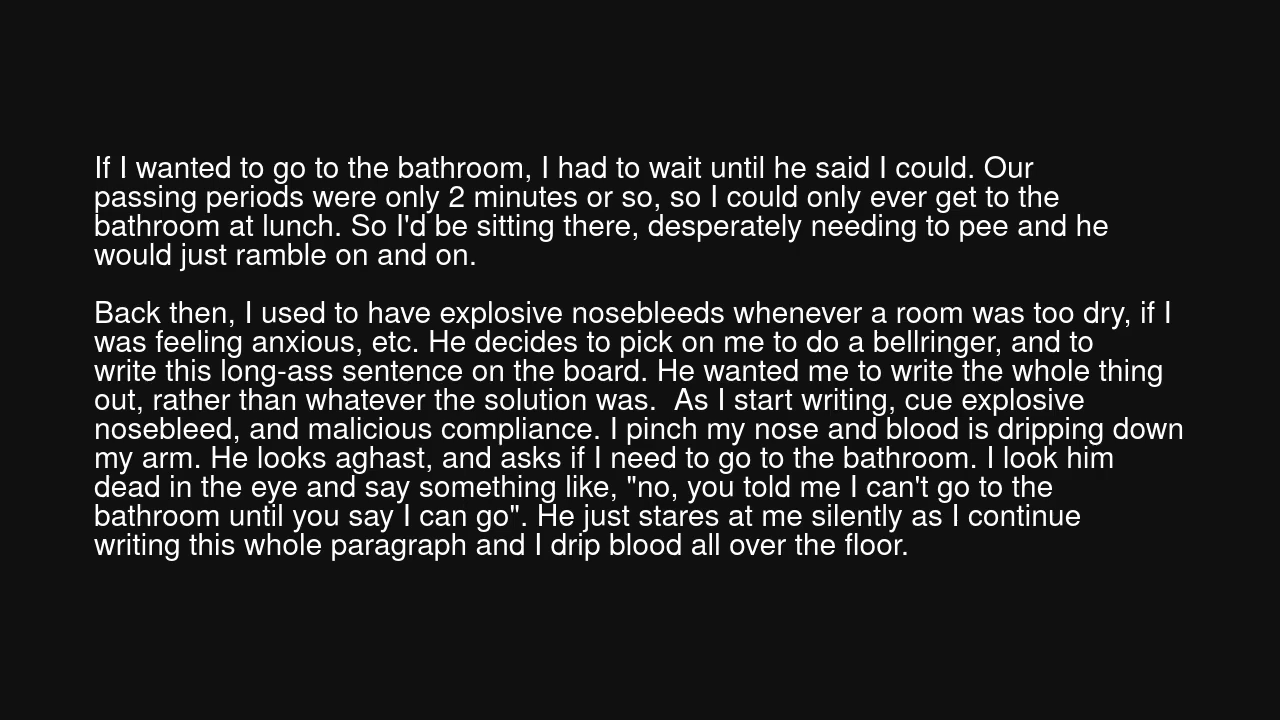 If I wanted to go to the bathroom, I had to wait until he said I could. Our
passing periods were only 2 minutes or so, so I could only ever get to the
bathroom at lunch. So I'd be sitting there, desperately needing to pee and he
would just ramble on and on.
Back then, I used to have explosive nosebleeds whenever a room was too dry, if I
was feeling anxious, etc. He decides to pick on me to do a bellringer, and to
write this long-ass sentence on the board. He wanted me to write the whole thing
out, rather than whatever the solution was.  As I start writing, cue explosive
nosebleed, and malicious compliance. I pinch my nose and blood is dripping down
my arm. He looks aghast, and asks if I need to go to the bathroom. I look him
dead in the eye and say something like, "no, you told me I can't go to the
bathroom until you say I can go". He just stares at me silently as I continue
writing this whole paragraph and I drip blood all over the floor.